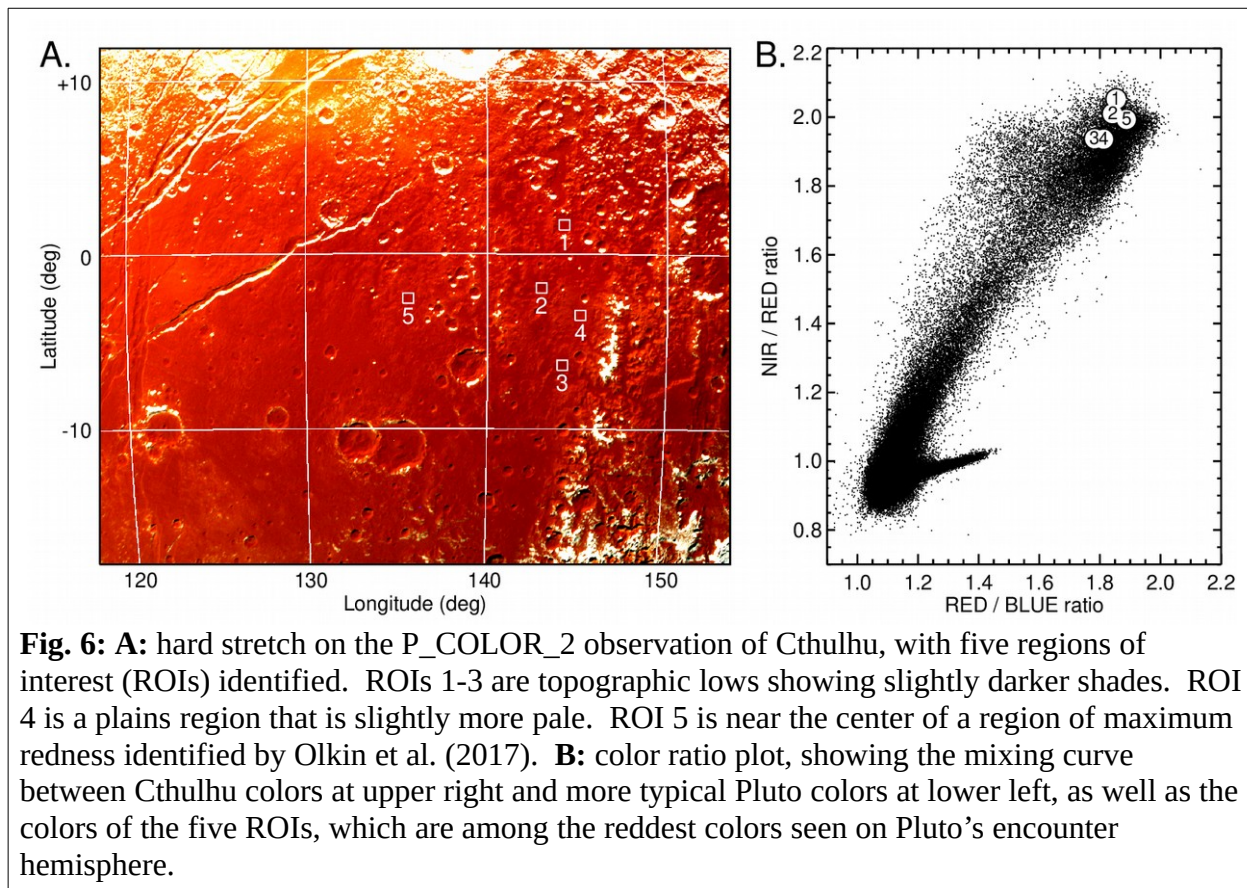 A.
+10
0
-10
Latitude (deg)
120
130
140
150
Longitude (deg)
1
2
3
4
5
B.
2.2
2.0
1.8
1.6
1.4
1.2
1.0
0.8
NIR / RED ratio
1.0
1.2
1.4
1.6
1.8
2.0
2.2
RED / BLUE ratio
1
2
5
34
Fig. 6: A: hard stretch on the P_COLOR_2 observation of Cthulhu, with five regions of
interest (ROIs) identified. ROIs 1-3 are topographic lows showing slightly darker shades. ROI
4 is a plains region that is slightly more pale. ROI 5 is near the center of a region of maximum
redness identified by Olkin et al. (2017). B: color ratio plot, showing the mixing curve
between Cthulhu colors at upper right and more typical Pluto colors at lower left, as well as the
colors of the five ROIs, which are among the reddest colors seen on Pluto’s encounter
hemisphere.